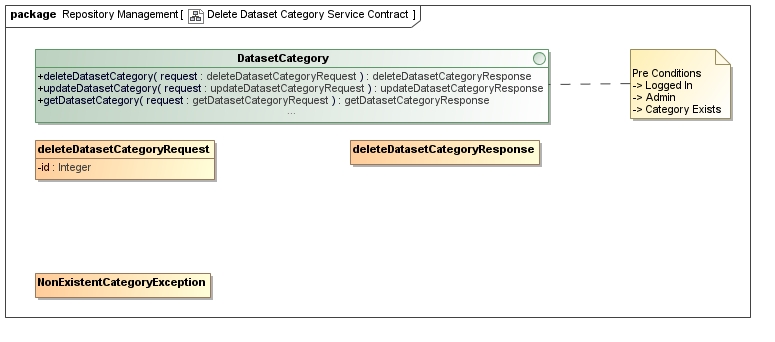 package Repository Management[ Delete Dataset Category Service Contract ]
DatasetCategory
+deleteDatasetCategory( request : deleteDatasetCategoryRequest ) : deleteDatasetCategoryResponse
+updateDatasetCategory( request : updateDatasetCategoryRequest ) : updateDatasetCategoryResponse
+getDatasetCategory( request : getDatasetCategoryRequest ) : getDatasetCategoryResponse
...
Pre Conditions
-> Logged In
-> Admin
-> Category Exists
deleteDatasetCategoryRequest
-id : Integer
deleteDatasetCategoryResponse
NonExistentCategoryException